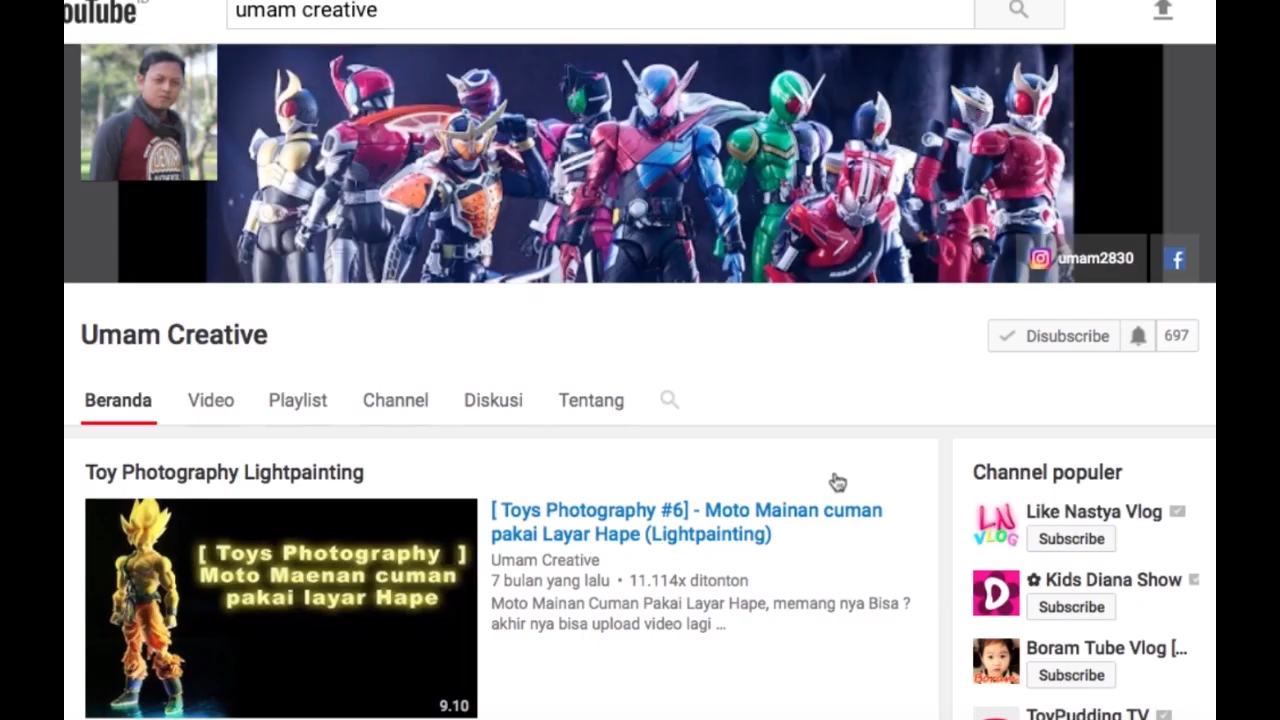 ouTube
umam creative
umam2830
Umam Creative
Disubscribe
697
Beranda
Video
Playlist
Channel
Diskusi
Tentang
Toy Photography Lightpainting
[ Toys Photography ]
Moto Maenan cuman
pakai layar Hape
9.10
[ Toys Photography #6] - Moto Mainan cuman
pakai Layar Hape (Lightpainting)
Umam Creative
7 bulan yang lalu • 11.114x ditonton
Moto Mainan Cuman Pakai Layar Hape, memang nya Bisa ?
akhir nya bisa upload video lagi ...
Channel populer
LN
VLOG
Like Nastya Vlog
Subscribe
D
✿ Kids Diana Show
Subscribe
Boram
Boram Tube Vlog [...
Subscribe
ToyPudding TV